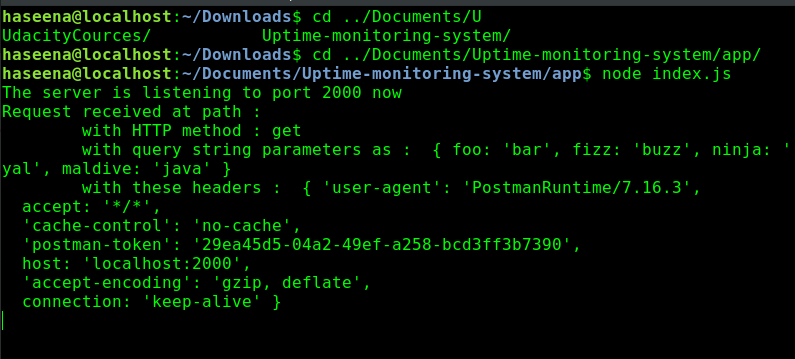 haseena@localhost:~/Downloads$ cd ../Documents/U
UdacityCources/           Uptime-monitoring-system/
haseena@localhost:~/Downloads$ cd ../Documents/Uptime-monitoring-system/app/
haseena@localhost:~/Documents/Uptime-monitoring-system/app$ node index.js
The server is listening to port 2000 now
Request received at path :
        with HTTP method : get
        with query string parameters as :  { foo: 'bar', fizz: 'buzz', ninja: '
yal', maldive: 'java' }
        with these headers :  { 'user-agent': 'PostmanRuntime/7.16.3',
  accept: '*/*',
  'cache-control': 'no-cache',
  'postman-token': '29ea45d5-04a2-49ef-a258-bcd3ff3b7390',
  host: 'localhost:2000',
  'accept-encoding': 'gzip, deflate',
  connection: 'keep-alive' }